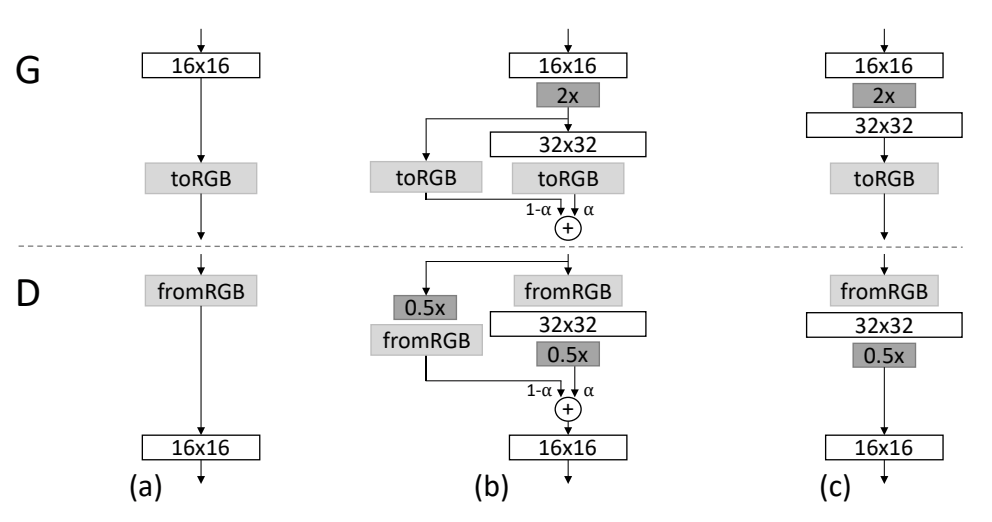 G
16x16
toRGB
16x16
2x
32x32
toRGB
toRGB
1-α
α
+
16x16
2x
32x32
toRGB
D
fromRGB
16x16
0.5x
fromRGB
fromRGB
32x32
0.5x
1-α
α
+
16x16
fromRGB
32x32
0.5x
16x16
(a)
(b)
(c)